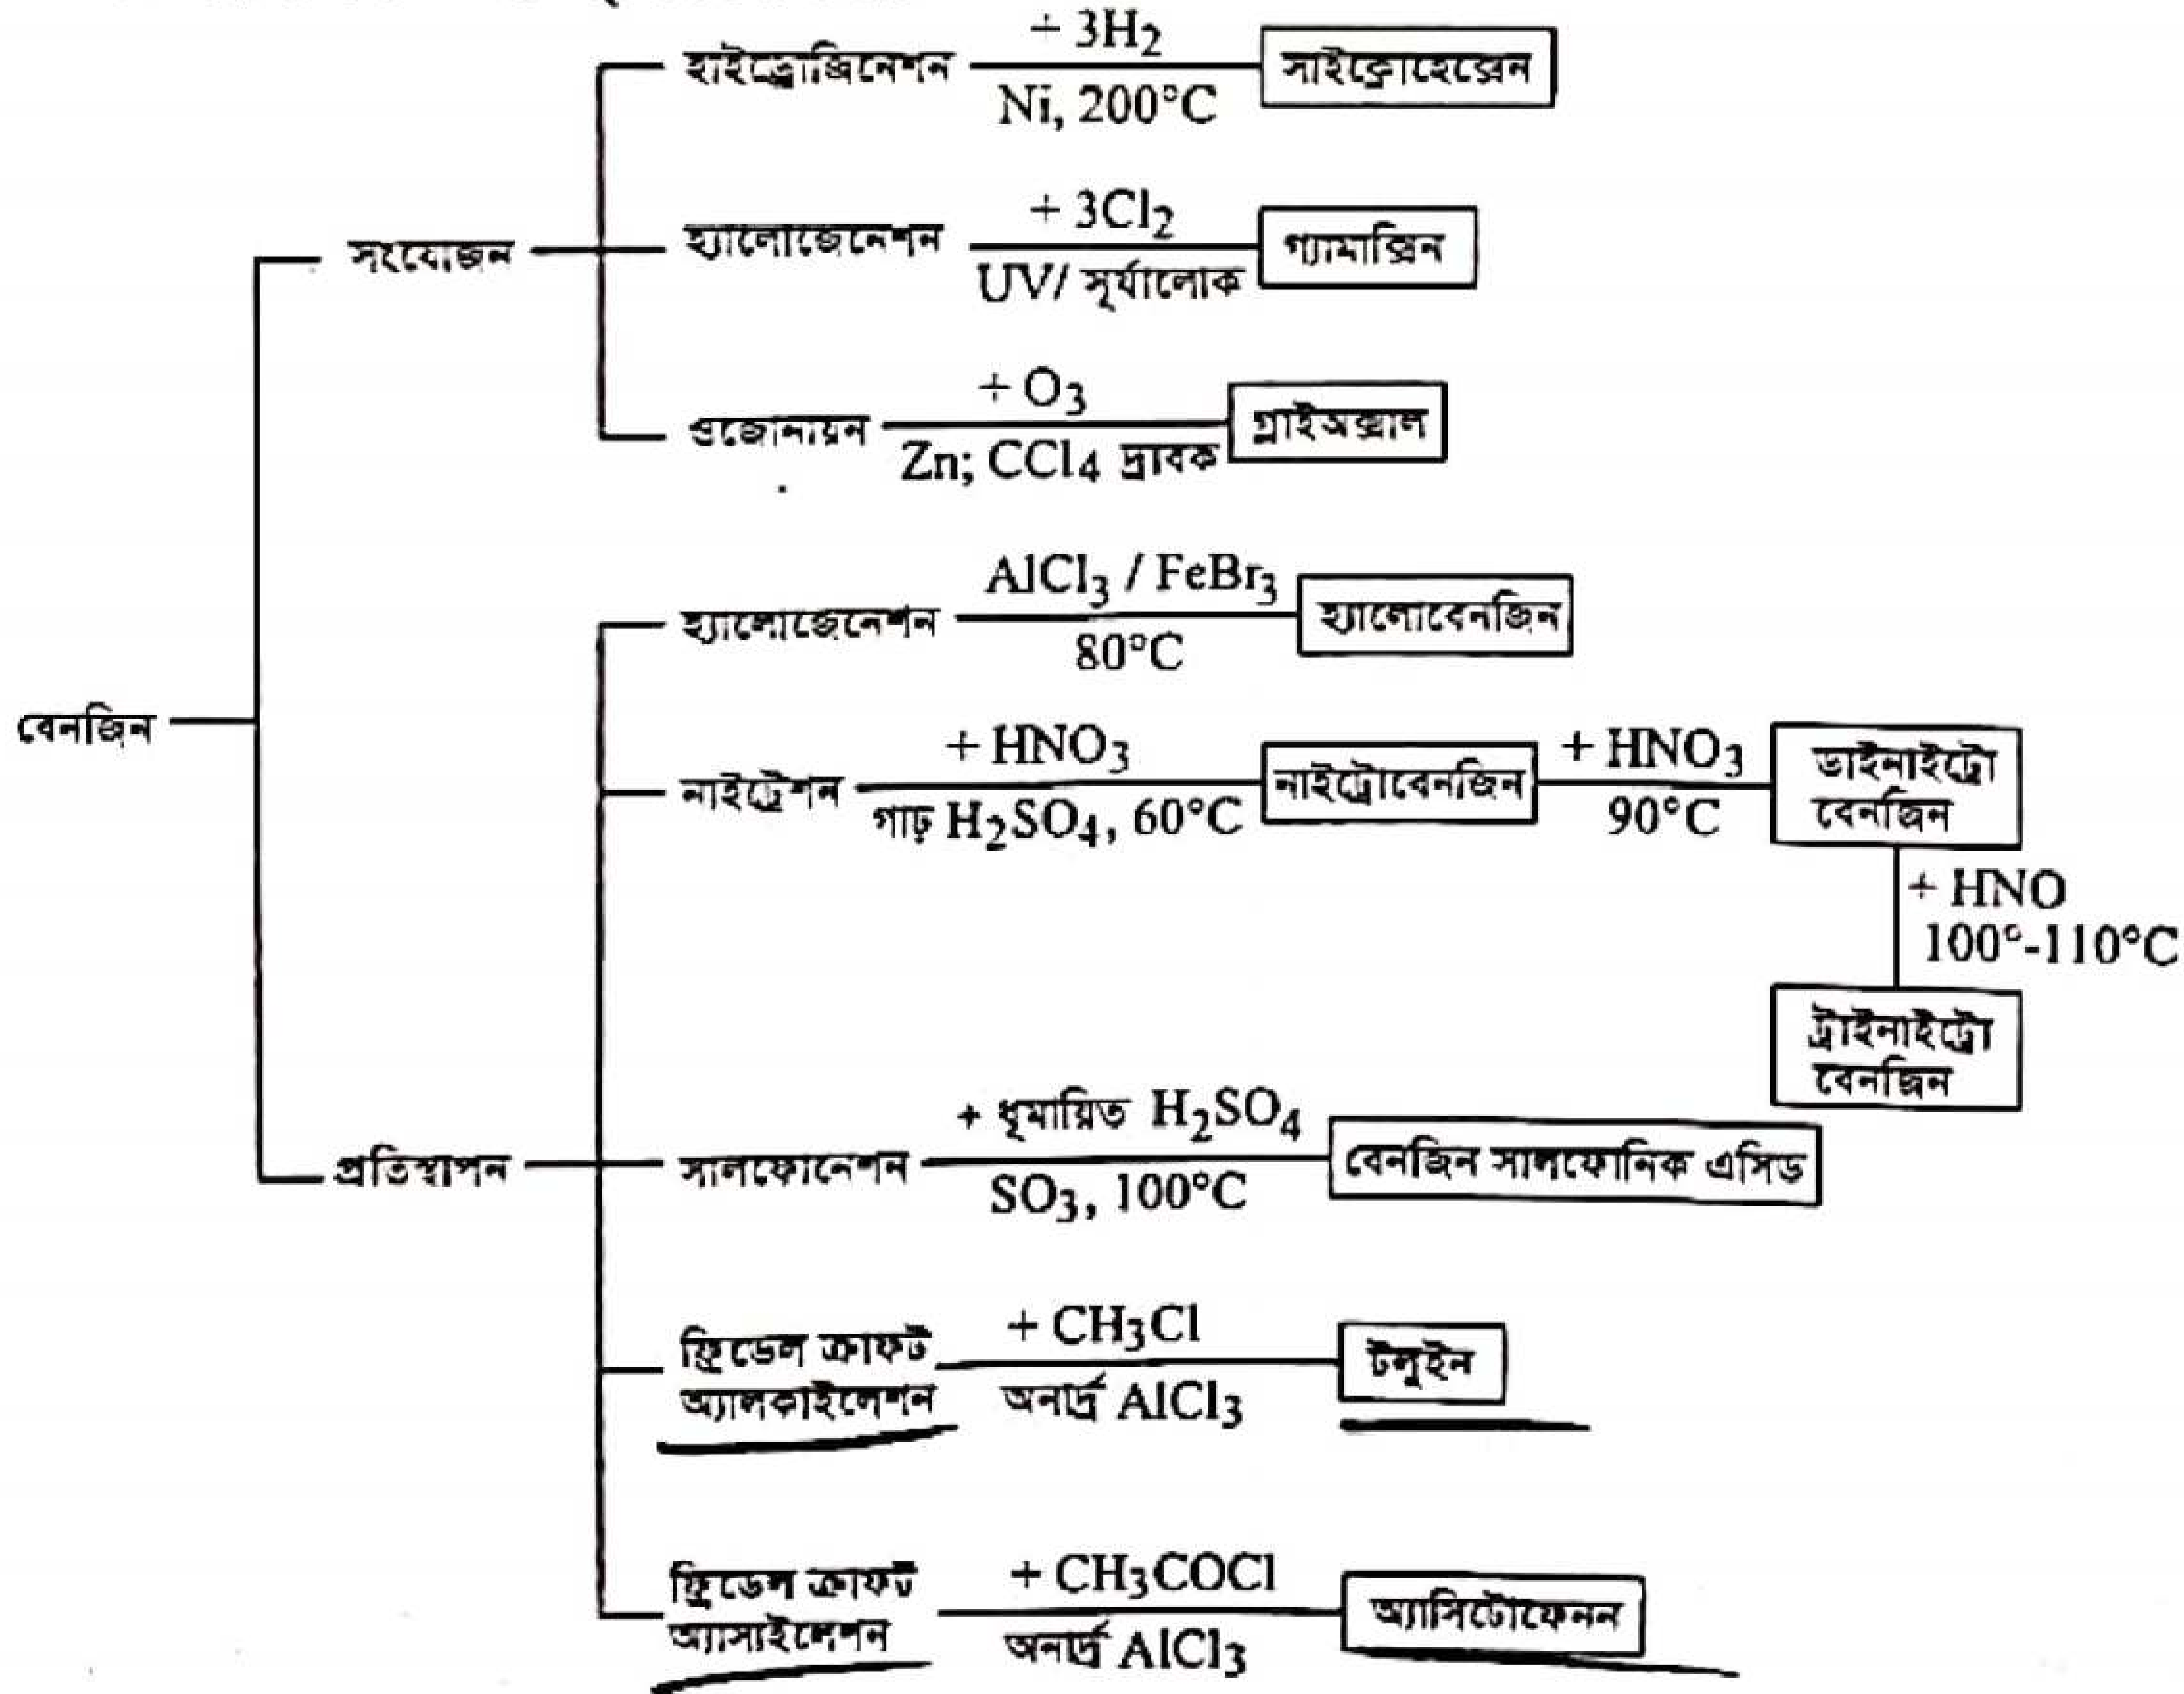 + 3H₂
হাইড্রোজিনেশন
সাইক্লোহেক্সেন
Ni, 200°C
+ 3Cl₂
সংযোজন
হ্যালোজেনেশন
গ্যামাক্সিন
UV/ সূর্যালোক
+ O₃
ওজোনায়ন
গ্লাইঅক্সাল
Zn; CCl₄ দ্রাবক
AlCl₃ / FeBr₃
হ্যালোজেনেশন
হ্যালোবেনজিন
80°C
বেনজিন
+ HNO₃
নাইট্রেশন
গাঢ় H₂SO₄, 60°C
নাইট্রোবেনজিন
+ HNO₃
90°C
ডাইনাইট্রো
বেনজিন
+ HNO
100°-110°C
ট্রাইনাইট্রো
বেনজিন
+ ধূমায়িত H₂SO₄
প্রতিস্থাপন
সালফোনেশন
বেনজিন সালফোনিক এসিড
SO₃, 100°C
+ CH₃Cl
ফ্রিডেল ক্রাফট
অ্যালকাইলেশন
টলুইন
অনার্দ্র AlCl₃
+ CH₃COCl
ফ্রিডেল ক্রাফট
অ্যাসাইলেশন
অ্যাসিটোফেনন
অনার্দ্র AlCl₃